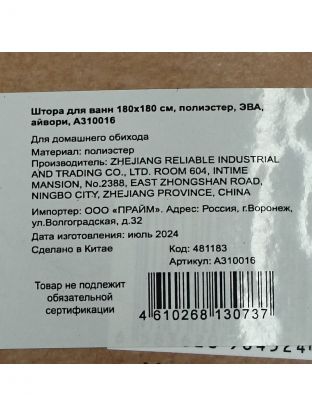 Штора для ванн 180х180 см, полиэстер, ЭВА,
айвори, А310016
Для домашнего обихода
Материал: полиэстер
Производитель: ZHEJIANG RELIABLE INDUSTRIAL
AND TRADING CO., LTD. ROOM 604, INTIME
MANSION, No.2388, EAST ZHONGSHAN ROAD,
NINGBO CITY, ZHEJIANG PROVINCE, CHINA
Импортер: ООО «ПРАЙМ». Адрес: Россия, г.Воронеж,
ул.Волгоградская, д.32
Дата изготовления: июль 2024
Сделано в Китае Код: 481183
Артикул: А310016
Товар не подлежит
обязательной
сертификации
4 610268 130737